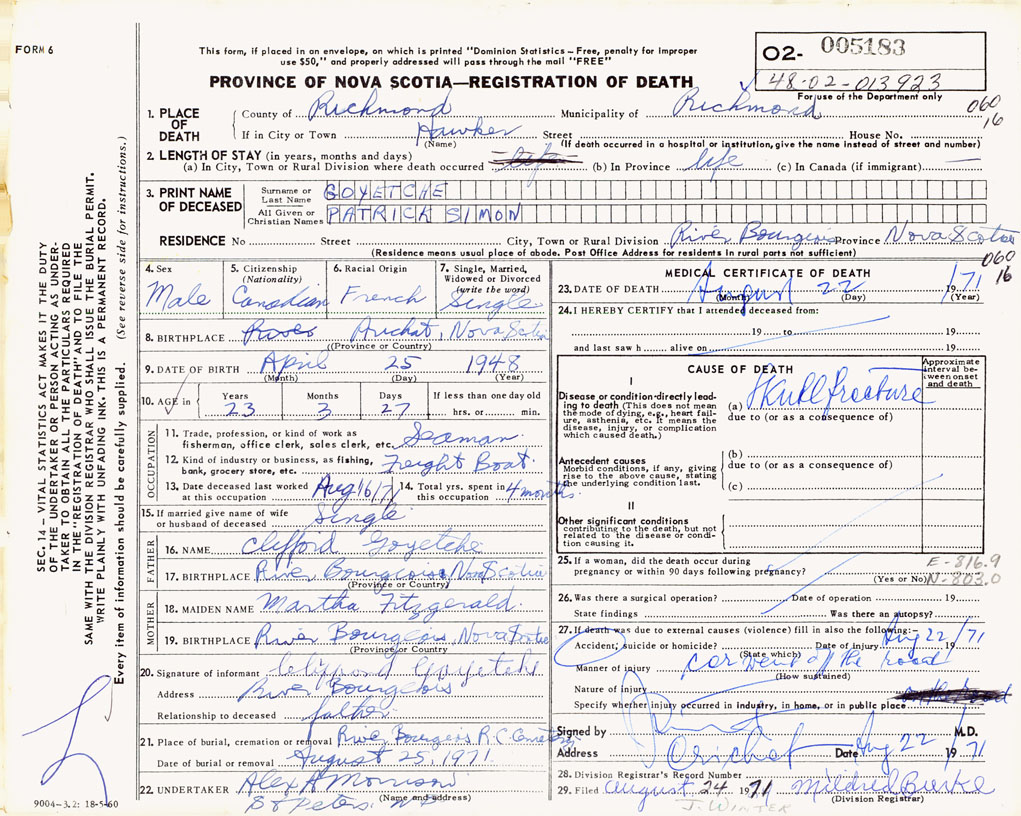 FORM 6
This form, if placed in an envelope, on which is printed "Dominion Statistics – Free, penalty for improper
use $50," and properly addressed will pass through the mail "FREE"
PROVINCE OF NOVA SCOTIA—REGISTRATION OF DEATH
02- 005183
48-02-013923
For use of the Department only
060
16
1. PLACE OF DEATH
County of Richmond Municipality of Richmond
If in City or Town Hawker Street House No.
(Name) (If death occurred in a hospital or institution, give the name instead of street and number)
2. LENGTH OF STAY (in years, months and days)
(a) In City, Town or Rural Division where death occurred life (b) In Province life (c) In Canada (if immigrant) —
3. PRINT NAME OF DECEASED
Surname or Last Name GOYETCHE
All Given or Christian Names PATRICK SIMON
RESIDENCE No Street City, Town or Rural Division River Bourgeois Province Nova Scotia
(Residence means usual place of abode. Post Office Address for residents in rural parts not sufficient)
060
16
4. Sex Male
5. Citizenship (Nationality) Canadian
6. Racial Origin French
7. Single, Married, Widowed or Divorced (write the word) Single
8. BIRTHPLACE River Arichat, Nova Scotia
(Province or Country)
9. DATE OF BIRTH April 25 1948
(Month) (Day) (Year)
10. AGE in Years 23 Months 3 Days 27 If less than one day old hrs. or min.
OCCUPATION
11. Trade, profession, or kind of work as
fisherman, office clerk, sales clerk, etc. Seaman
12. Kind of industry or business, as fishing,
bank, grocery store, etc. Freight Boat
13. Date deceased last worked at this occupation Aug 16/71
14. Total yrs. spent in this occupation 4 months
15. If married give name of wife
or husband of deceased Single
FATHER
16. NAME Clifford Goyetche
17. BIRTHPLACE River Bourgeois Nova Scotia
(Province or Country)
MOTHER
18. MAIDEN NAME Martha Fitzgerald
19. BIRTHPLACE River Bourgeois, Nova Scotia
(Province or Country)
20. Signature of informant Clifford Goyetche
Address River Bourgeois
Relationship to deceased father
21. Place of burial, cremation or removal River Bourgeois R.C. Cemetery
Date of burial or removal August 25, 1971
22. UNDERTAKER Alex A Morrison
(Name and address)
St Peters, N.S.
9004-3.2: 18-5-60
MEDICAL CERTIFICATE OF DEATH
23. DATE OF DEATH August 22 1971
(Month) (Day) (Year)
24. I HEREBY CERTIFY that I attended deceased from:
19 to 19
and last saw h alive on 19
CAUSE OF DEATH
Approximate interval between onset and death
I
Disease or condition directly leading to death (This does not mean the mode of dying, e.g., heart failure, asthenia, etc. It means the disease, injury, or complication which caused death.)
(a) Skull fracture
due to (or as a consequence of)
Antecedent causes
Morbid conditions, if any, giving rise to the above cause, stating the underlying condition last.
(b)
due to (or as a consequence of)
(c)
II
Other significant conditions
contributing to the death, but not related to the disease or condition causing it.
25. If a woman, did the death occur during
pregnancy or within 90 days following pregnancy?
(Yes or No)
E-816.9
N-803.0
26. Was there a surgical operation? Date of operation 19
State findings Was there an autopsy?
27. If death was due to external causes (violence) fill in also the following:
Accident, suicide or homicide? Date of injury Aug 22/71
(State which)
Manner of injury car went off the road
(How sustained)
Nature of injury
Specify whether injury occurred in industry, in home, or in public place
Signed by M.D.
Address Arichat Date Aug 22 1971
28. Division Registrar's Record Number
29. Filed August 24 1971 Mildred Burke
(Division Registrar)
J. WINTER
SEC. 14 – VITAL STATISTICS ACT MAKES IT THE DUTY
OF THE UNDERTAKER OR PERSON ACTING AS UNDER-
TAKER TO OBTAIN ALL THE PARTICULARS REQUIRED
IN THE "REGISTRATION OF DEATH" AND TO FILE THE
SAME WITH THE DIVISION REGISTRAR WHO SHALL ISSUE THE BURIAL PERMIT.
WRITE PLAINLY WITH UNFADING INK. THIS IS A PERMANENT RECORD.
Every item of information should be carefully supplied. (See reverse side for instructions.)